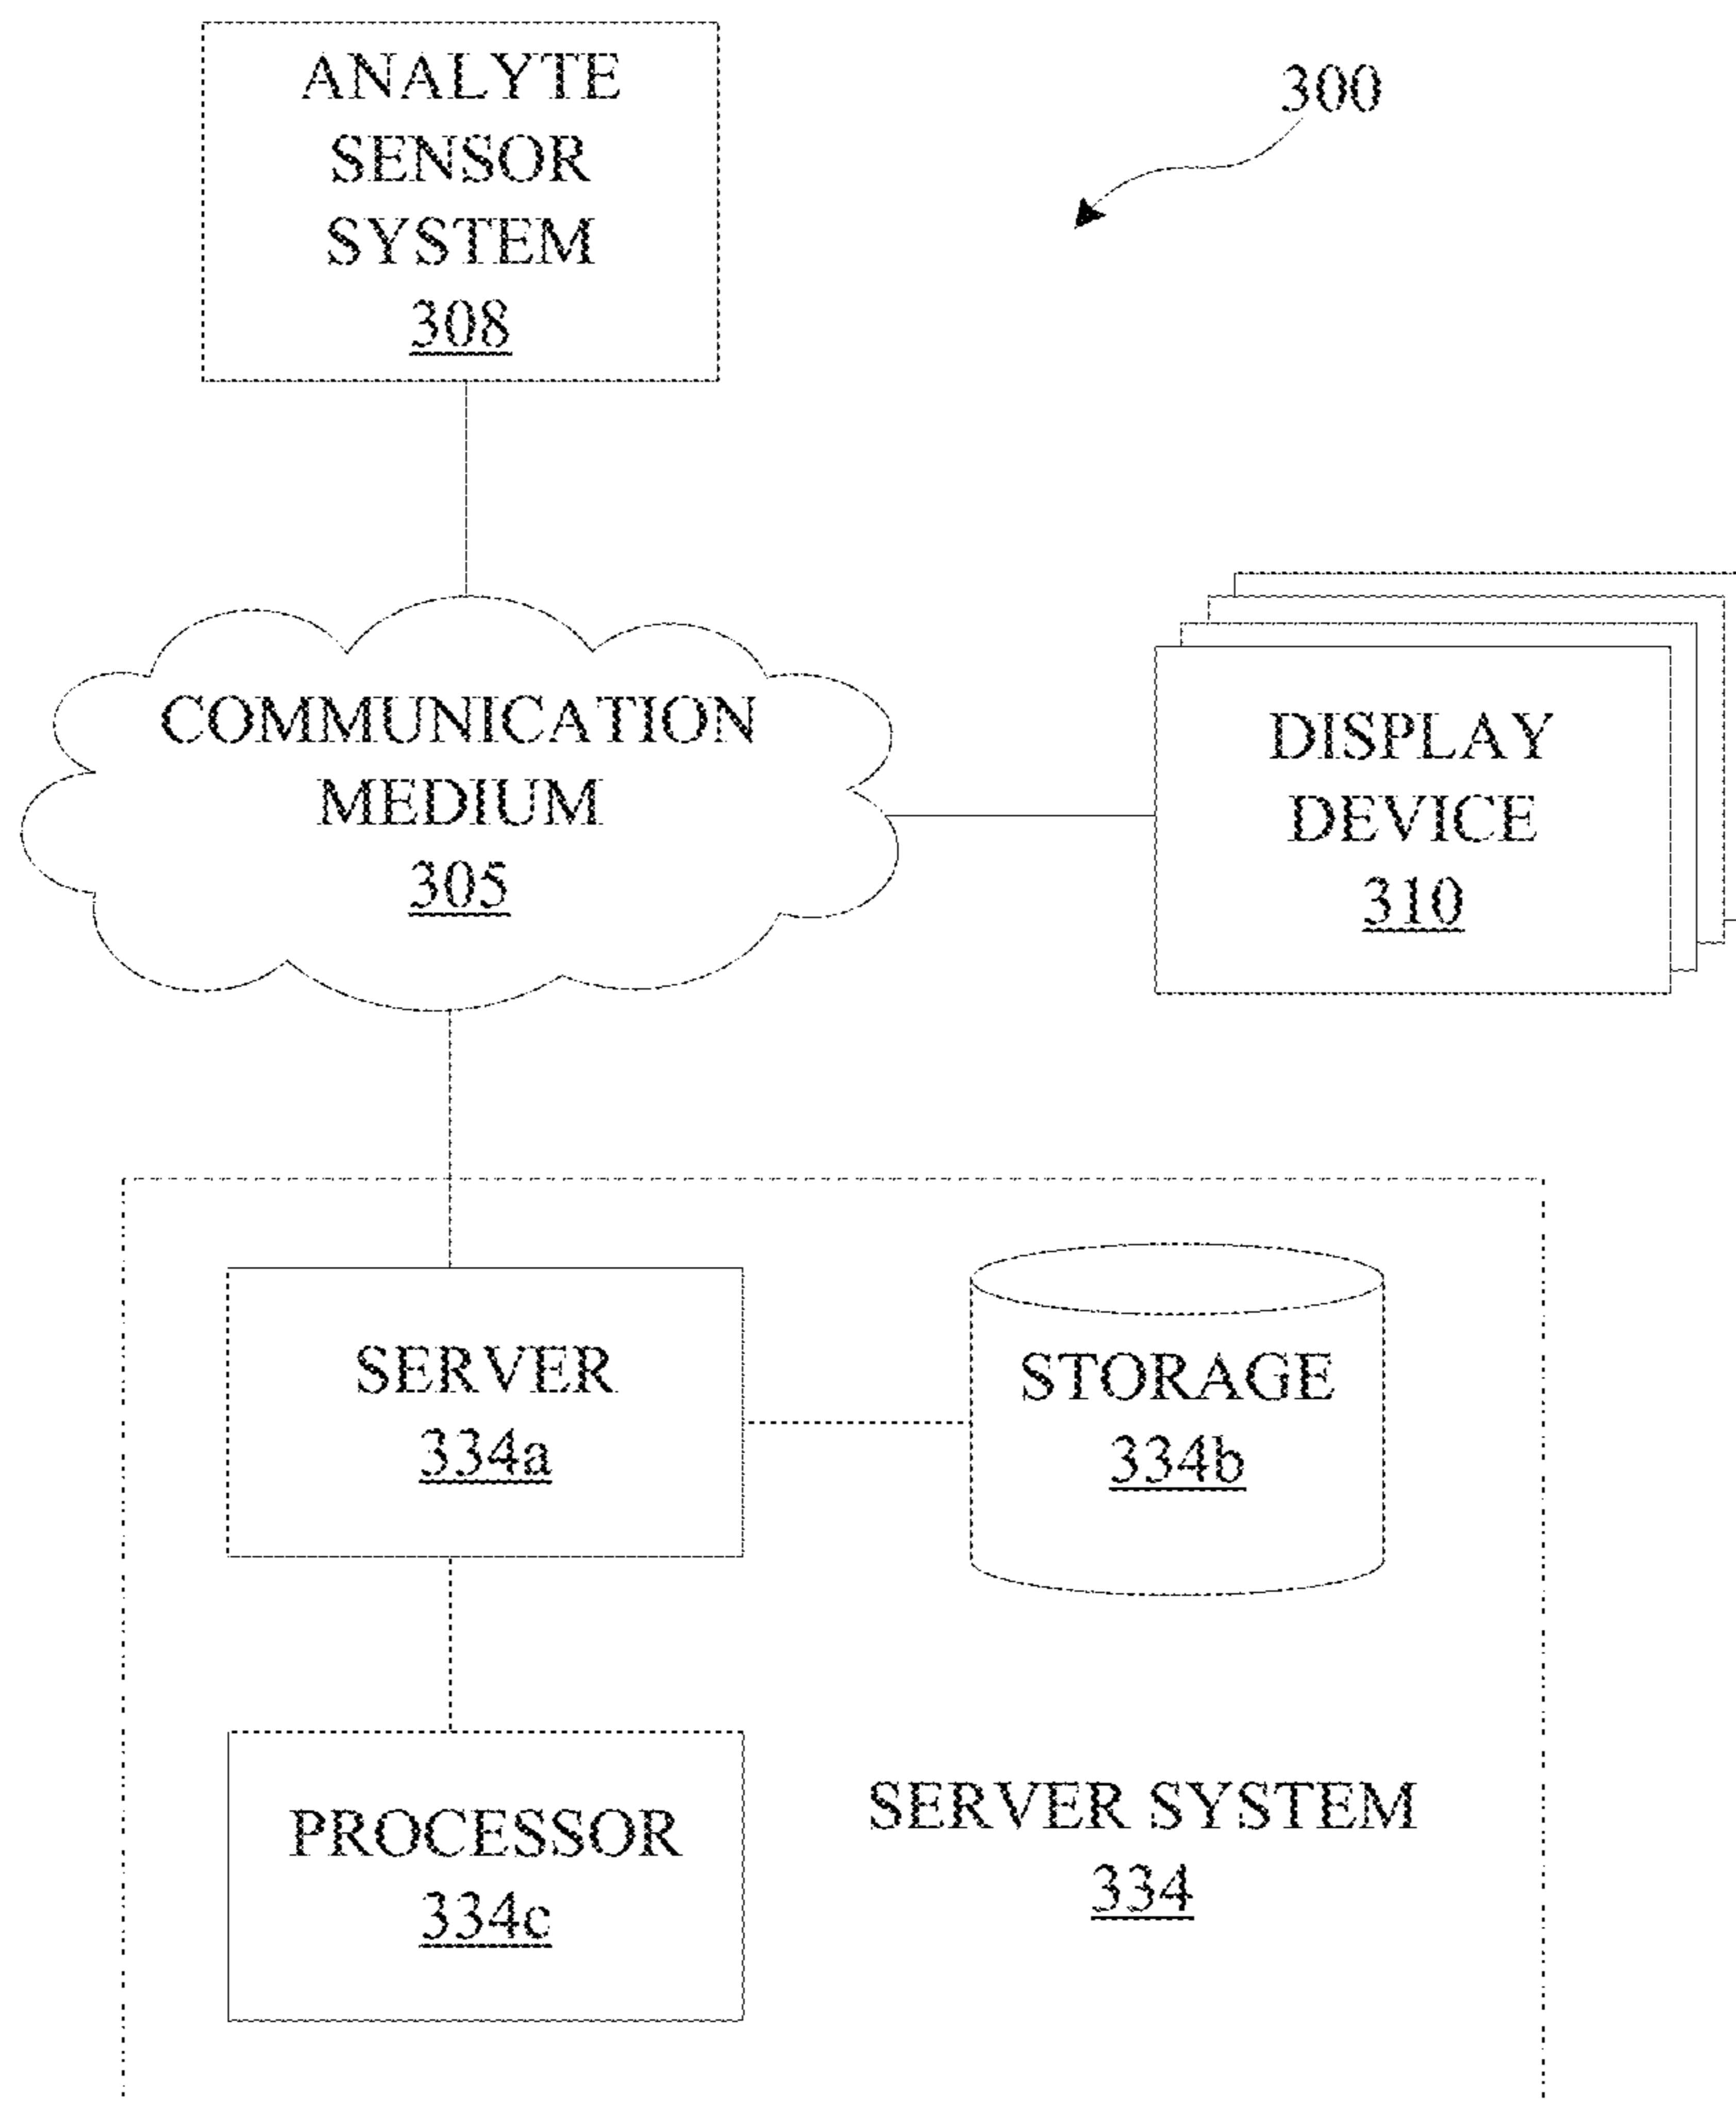 ANALYTE
SENSOR
SYSTEM
308
300
COMMUNICATION
MEDIUM
305
DISPLAY
DEVICE
310
SERVER
334a
STORAGE
334b
PROCESSOR
334c
SERVER SYSTEM
334